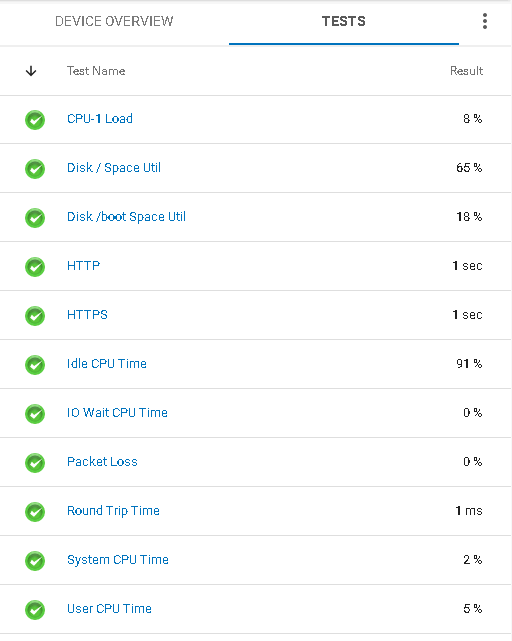 DEVICE OVERVIEW TESTS
Test Name Result
CPU-1 Load 8 %
Disk / Space Util 65 %
Disk /boot Space Util 18 %
HTTP 1 sec
HTTPS 1 sec
Idle CPU Time 91 %
IO Wait CPU Time 0 %
Packet Loss 0 %
Round Trip Time 1 ms
System CPU Time 2 %
User CPU Time 5 %